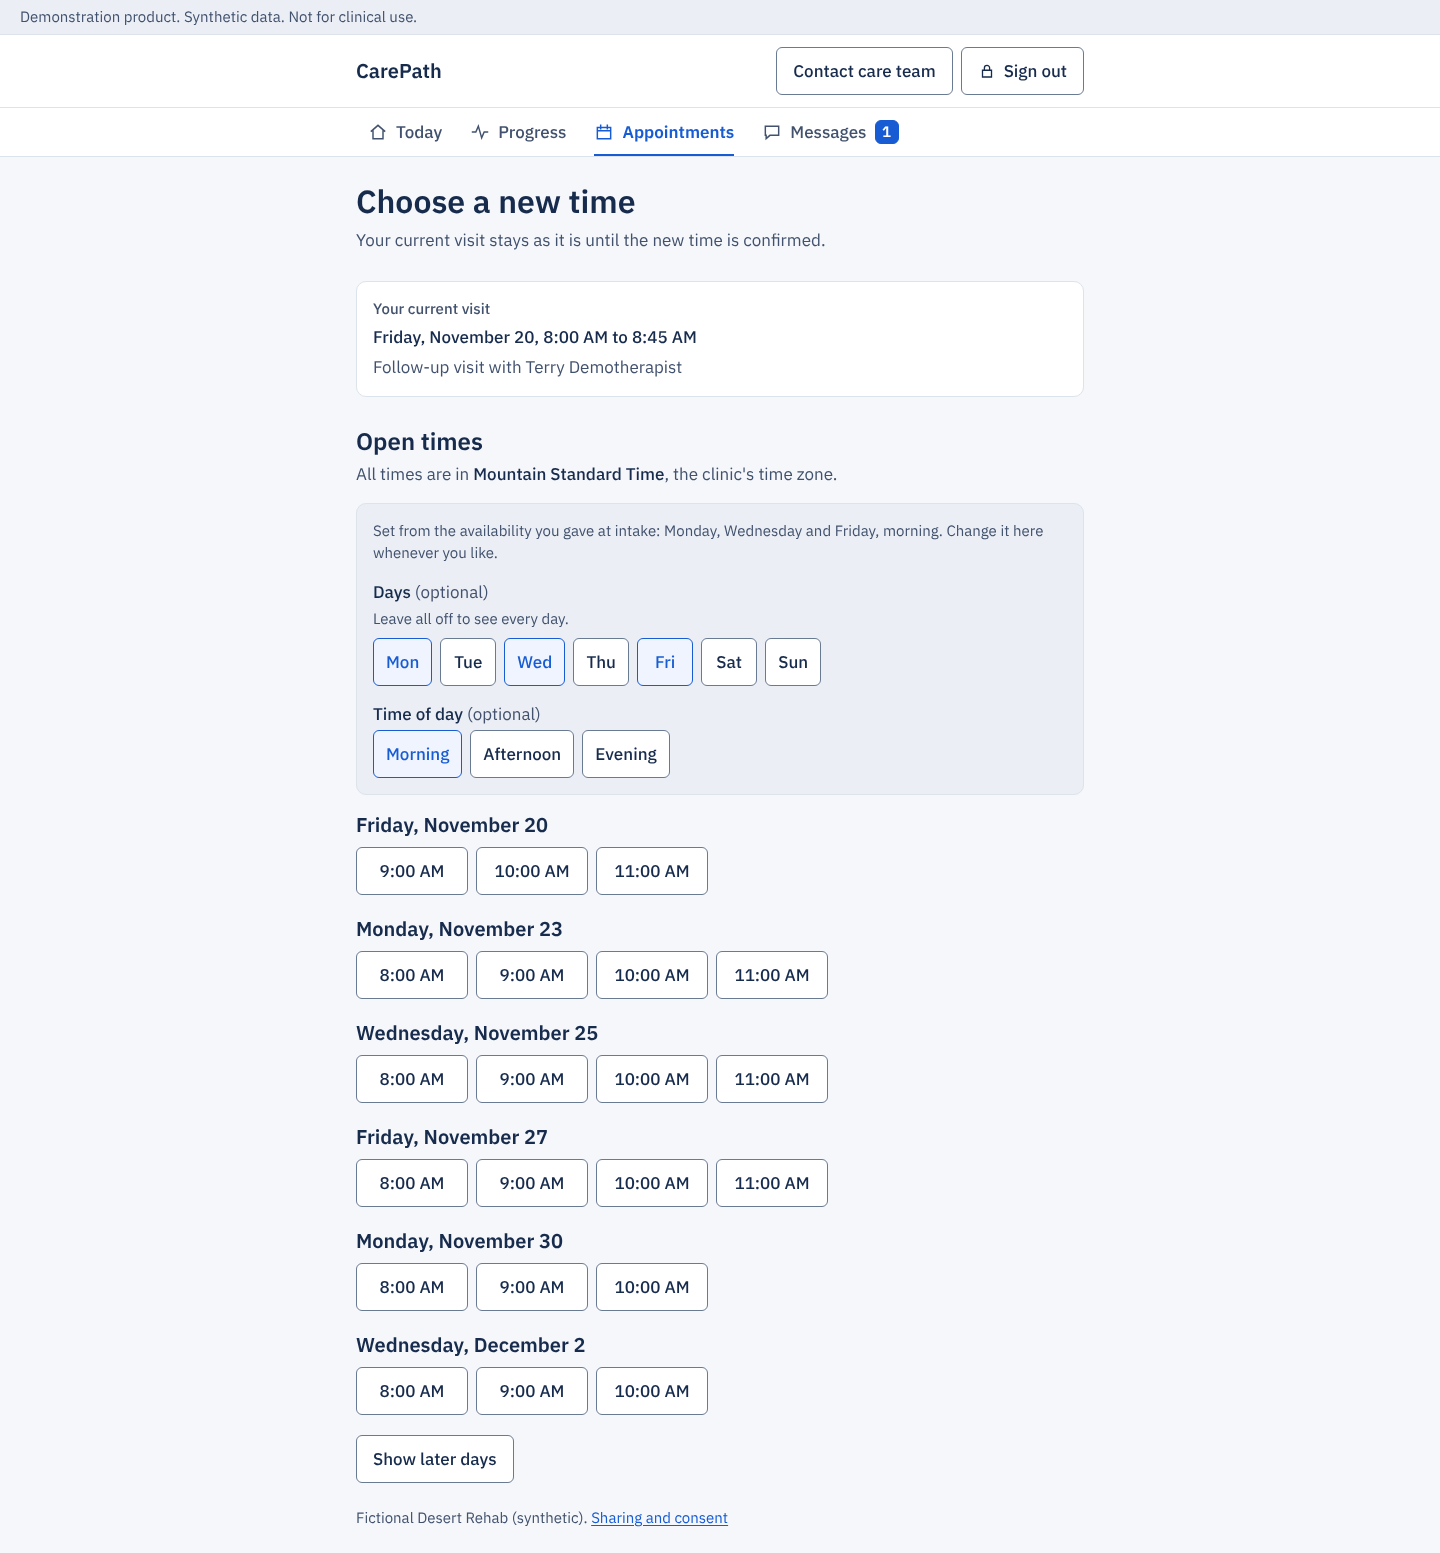 Demonstration product. Synthetic data. Not for clinical use.
CarePath
Contact care team
Sign out
Today
Progress
Appointments
Messages 1
Choose a new time
Your current visit stays as it is until the new time is confirmed.
Your current visit
Friday, November 20, 8:00 AM to 8:45 AM
Follow-up visit with Terry Demotherapist
Open times
All times are in Mountain Standard Time, the clinic's time zone.
Set from the availability you gave at intake: Monday, Wednesday and Friday, morning. Change it here
whenever you like.
Days (optional)
Leave all off to see every day.
Mon Tue Wed Thu Fri Sat Sun
Time of day (optional)
Morning Afternoon Evening
Friday, November 20
9:00 AM 10:00 AM 11:00 AM
Monday, November 23
8:00 AM 9:00 AM 10:00 AM 11:00 AM
Wednesday, November 25
8:00 AM 9:00 AM 10:00 AM 11:00 AM
Friday, November 27
8:00 AM 9:00 AM 10:00 AM 11:00 AM
Monday, November 30
8:00 AM 9:00 AM 10:00 AM
Wednesday, December 2
8:00 AM 9:00 AM 10:00 AM
Show later days
Fictional Desert Rehab (synthetic). Sharing and consent